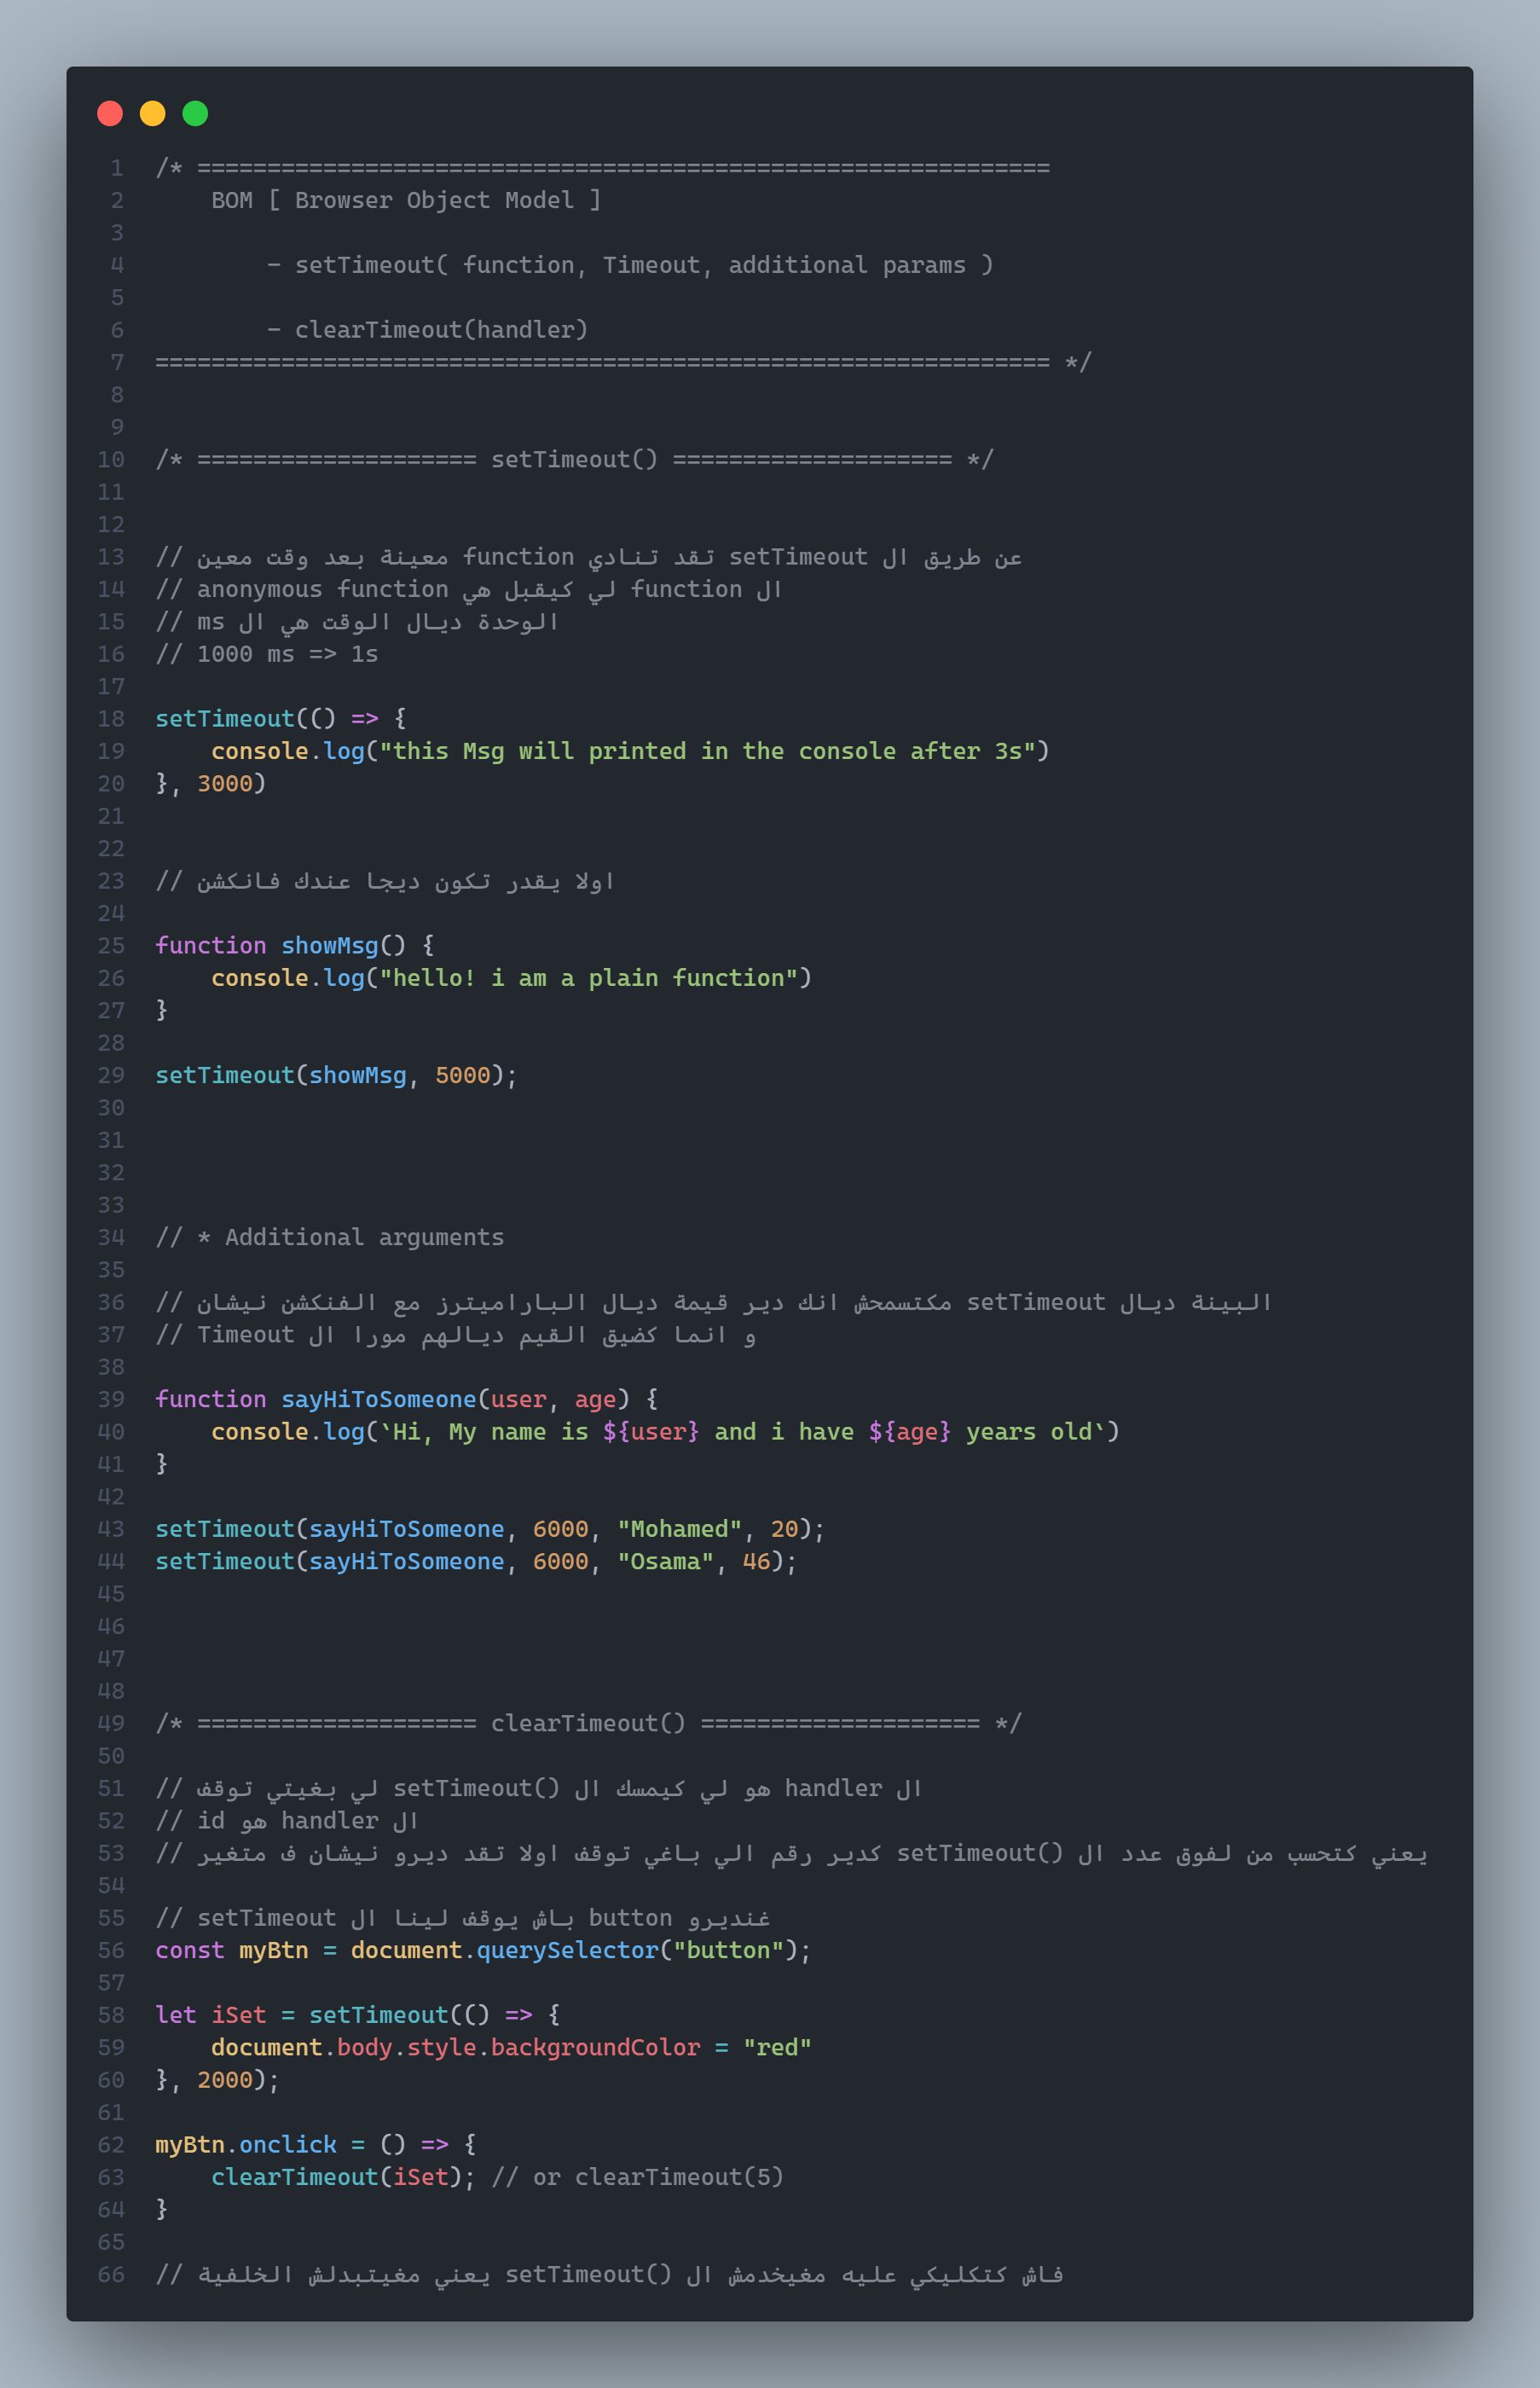 1 /* =============================================================
2     BOM [ Browser Object Model ]
3
4         - setTimeout( function, Timeout, additional params )
5
6         - clearTimeout(handler)
7 ================================================================ */
8
9
10 /* ==================== setTimeout() ==================== */
11
12
13 // عن طريق ال setTimeout تقد تنادي function معينة بعد وقت معين
14 // ال function لي كيقبل هي anonymous function
15 // الوحدة ديال الوقت هي ال ms
16 // 1000 ms => 1s
17
18 setTimeout(() => {
19     console.log("this Msg will printed in the console after 3s")
20 }, 3000)
21
22
23 // اولا يقدر تكون ديجا عندك فانكشن
24
25 function showMsg() {
26     console.log("hello! i am a plain function")
27 }
28
29 setTimeout(showMsg, 5000);
30
31
32
33
34 // * Additional arguments
35
36 // البينة ديال setTimeout مكتسمحش انك دير قيمة ديال الباراميترز مع الفنكشن نيشان
37 // و انما كضيق القيم ديالهم مورا ال Timeout
38
39 function sayHiToSomeone(user, age) {
40     console.log(`Hi, My name is ${user} and i have ${age} years old`)
41 }
42
43 setTimeout(sayHiToSomeone, 6000, "Mohamed", 20);
44 setTimeout(sayHiToSomeone, 6000, "Osama", 46);
45
46
47
48
49 /* ==================== clearTimeout() ==================== */
50
51 // ال handler هو لي كيمسك ال setTimeout() لي بغيتي توقف
52 // ال handler هو id
53 // يعني كتحسب من لفوق عدد ال setTimeout() كدير رقم الي باغي توقف اولا تقد ديرو نيشان ف متغير
54
55 // غنديرو button باش يوقف لينا ال setTimeout
56 const myBtn = document.querySelector("button");
57
58 let iSet = setTimeout(() => {
59     document.body.style.backgroundColor = "red"
60 }, 2000);
61
62 myBtn.onclick = () => {
63     clearTimeout(iSet); // or clearTimeout(5)
64 }
65
66 // فاش كتكليكي عليه مغيخدمش ال setTimeout() يعني مغيتبدلش الخلفية